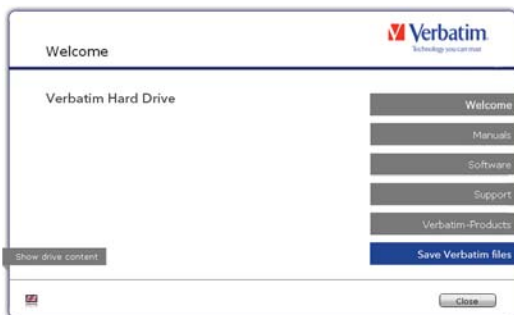 Welcome
Verbatim
Technology you can trust
Verbatim Hard Drive
Welcome
Manuals
Software
Support
Verbatim-Products
Save Verbatim files
Show drive content
Close